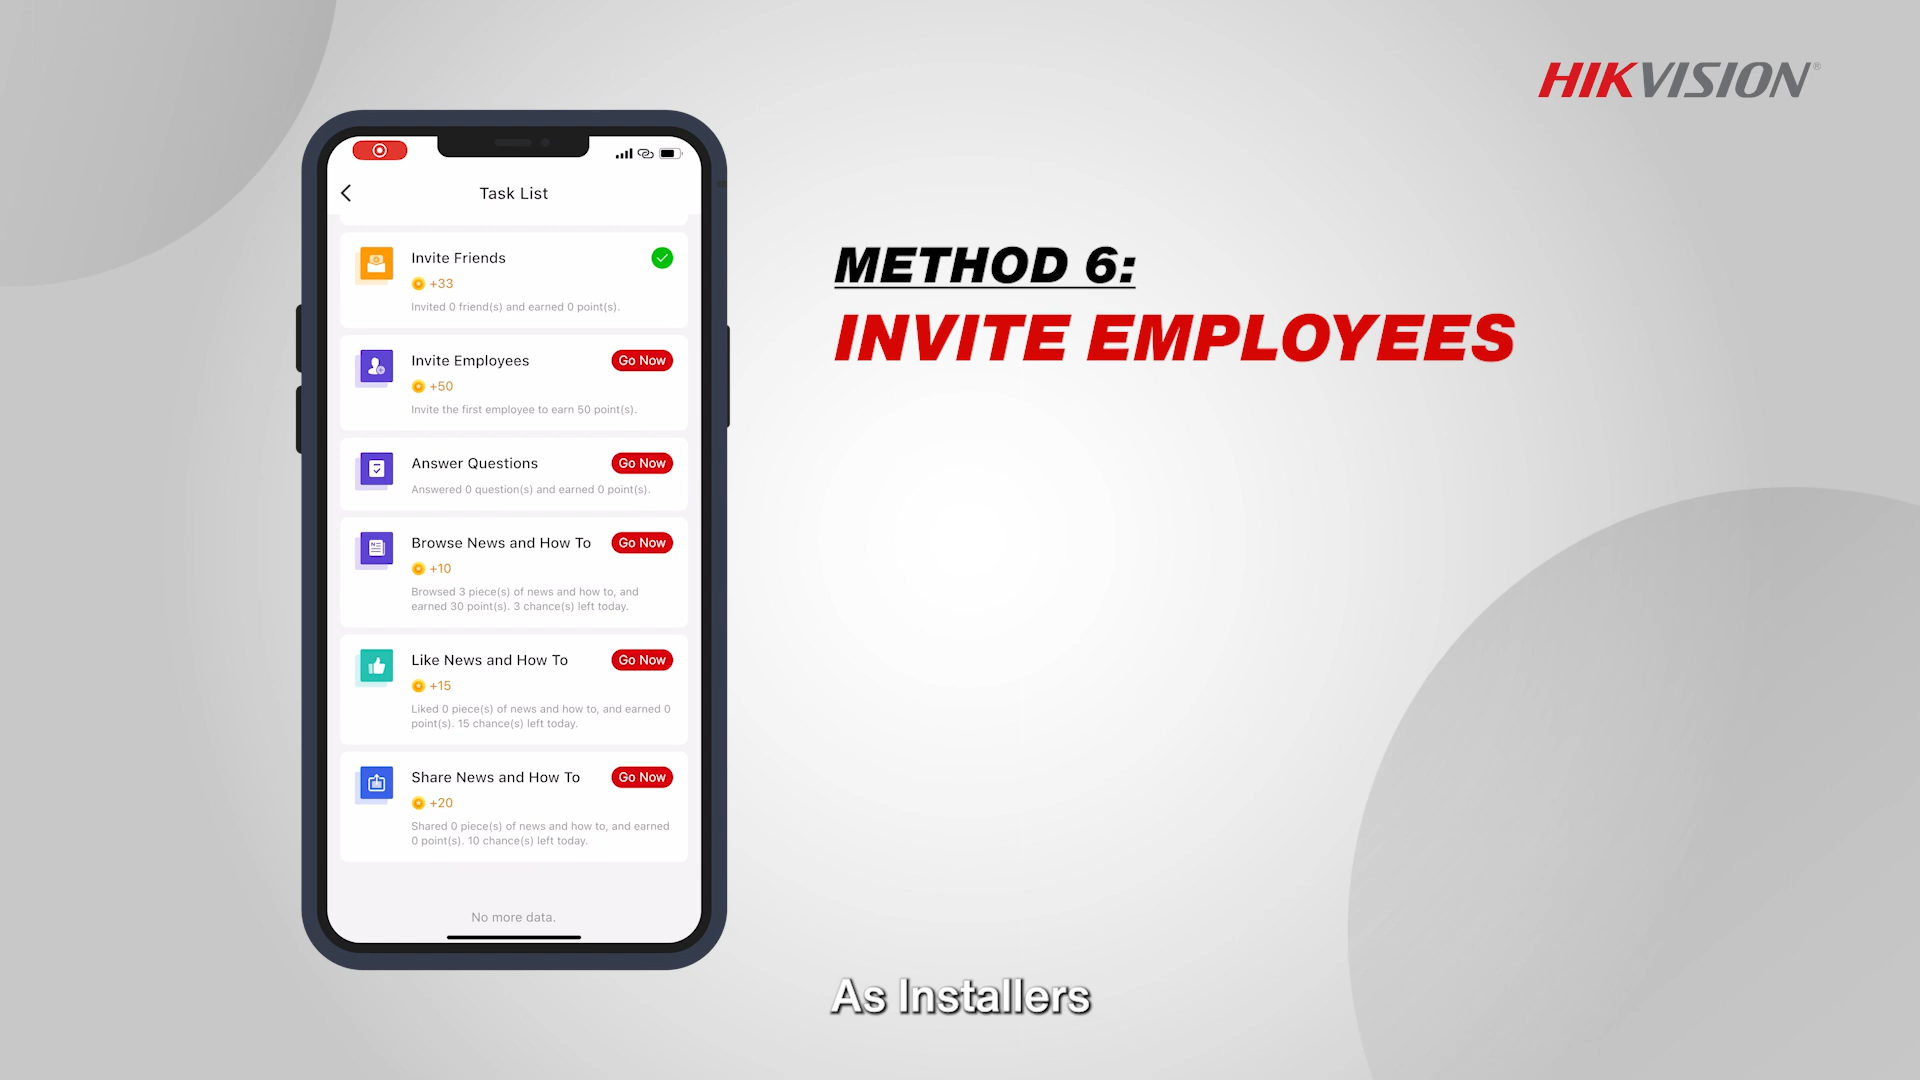 HIKVISION®
Task List
Invite Friends
+33
Invited 0 friend(s) and earned 0 point(s).
Invite Employees
Go Now
+50
Invite the first employee to earn 50 point(s).
Answer Questions
Go Now
Answered 0 question(s) and earned 0 point(s).
Browse News and How To
Go Now
+10
Browsed 3 piece(s) of news and how to, and
earned 30 point(s). 3 chance(s) left today.
Like News and How To
Go Now
+15
Liked 0 piece(s) of news and how to, and earned 0
point(s). 15 chance(s) left today.
Share News and How To
Go Now
+20
Shared 0 piece(s) of news and how to, and earned
0 point(s). 10 chance(s) left today.
No more data.
METHOD 6:
INVITE EMPLOYEES
As Installers